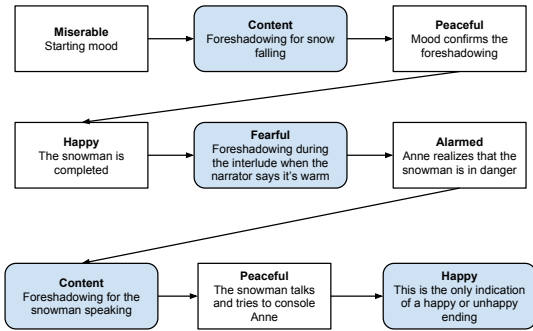 Miserable
Starting mood
Content
Foreshadowing for snow
falling
Peaceful
Mood confirms the
foreshadowing
Happy
The snowman is
completed
Fearful
Foreshadowing during
the interlude when the
narrator says it's warm
Alarmed
Anne realizes that the
snowman is in danger
Content
Foreshadowing for the
snowman speaking
Peaceful
The snowman talks
and tries to console
Anne
Happy
This is the only indication
of a happy or unhappy
ending